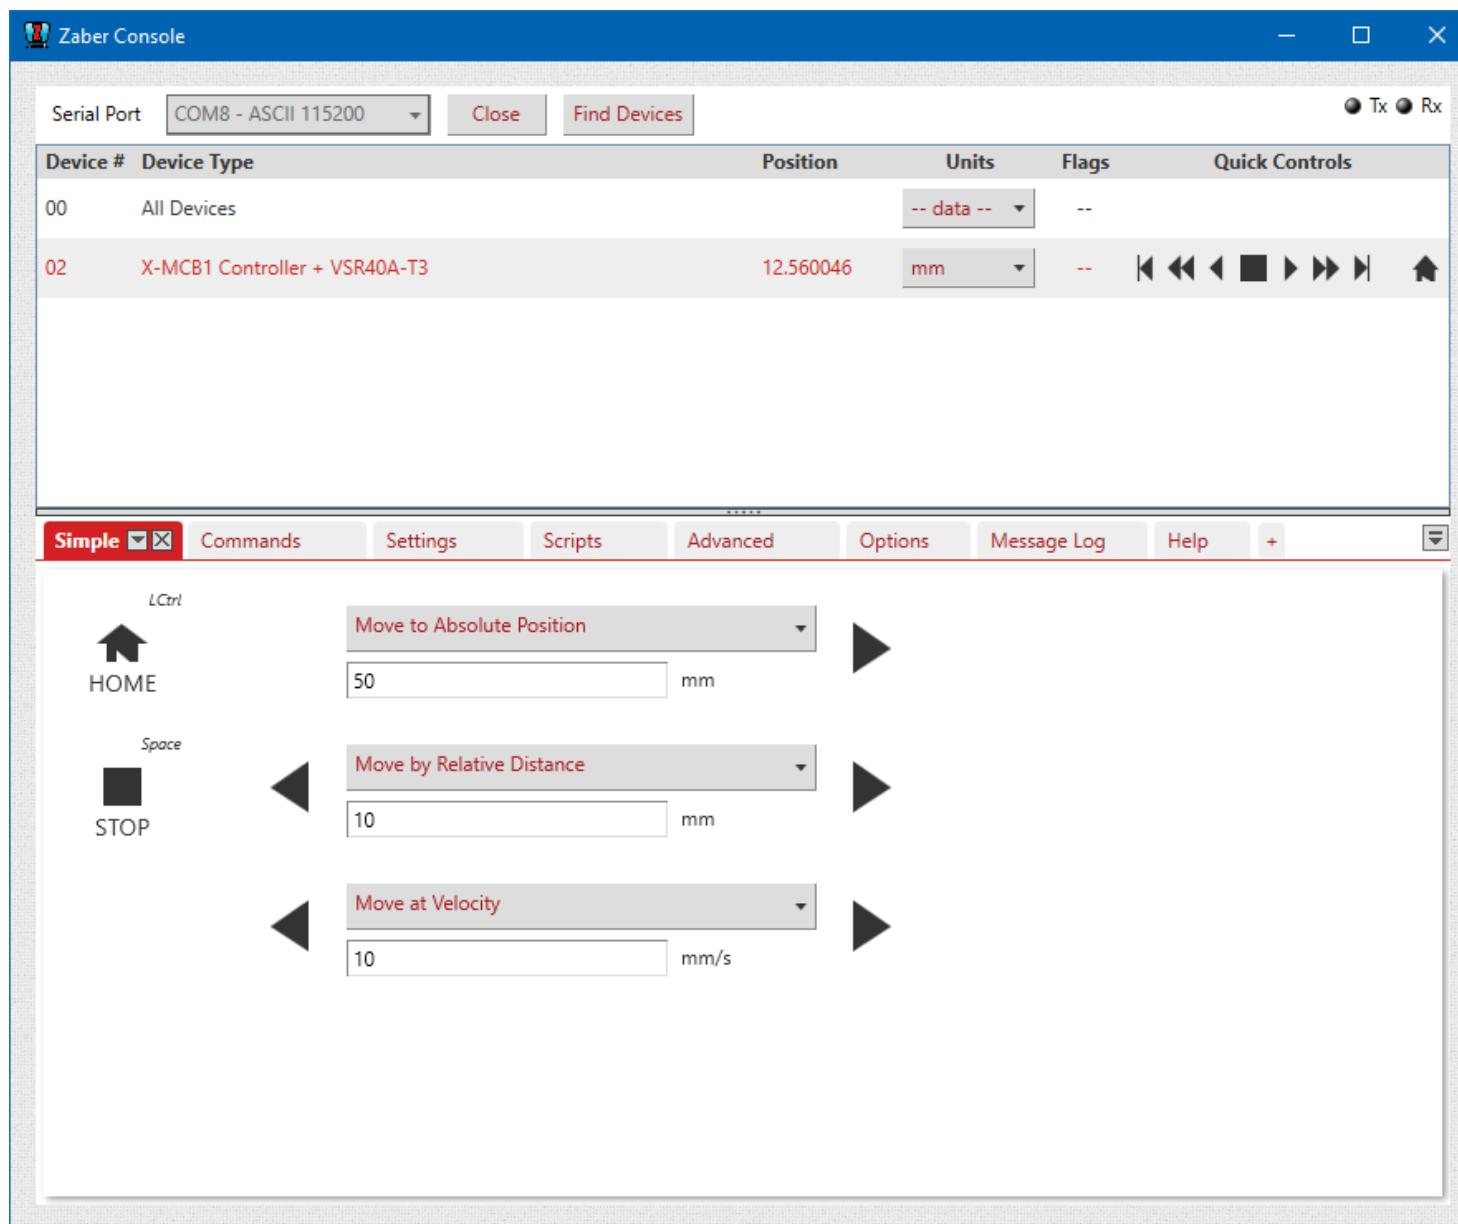 Zaber Console
Serial Port COM8 - ASCII 115200 Close Find Devices Tx Rx
Device # Device Type Position Units Flags Quick Controls
00 All Devices -- data -- --
02 X-MCB1 Controller + VSR40A-T3 12.560046 mm --
Simple Commands Settings Scripts Advanced Options Message Log Help +
LCtrl
HOME
Move to Absolute Position
50 mm
Space
STOP
Move by Relative Distance
10 mm
Move at Velocity
10 mm/s